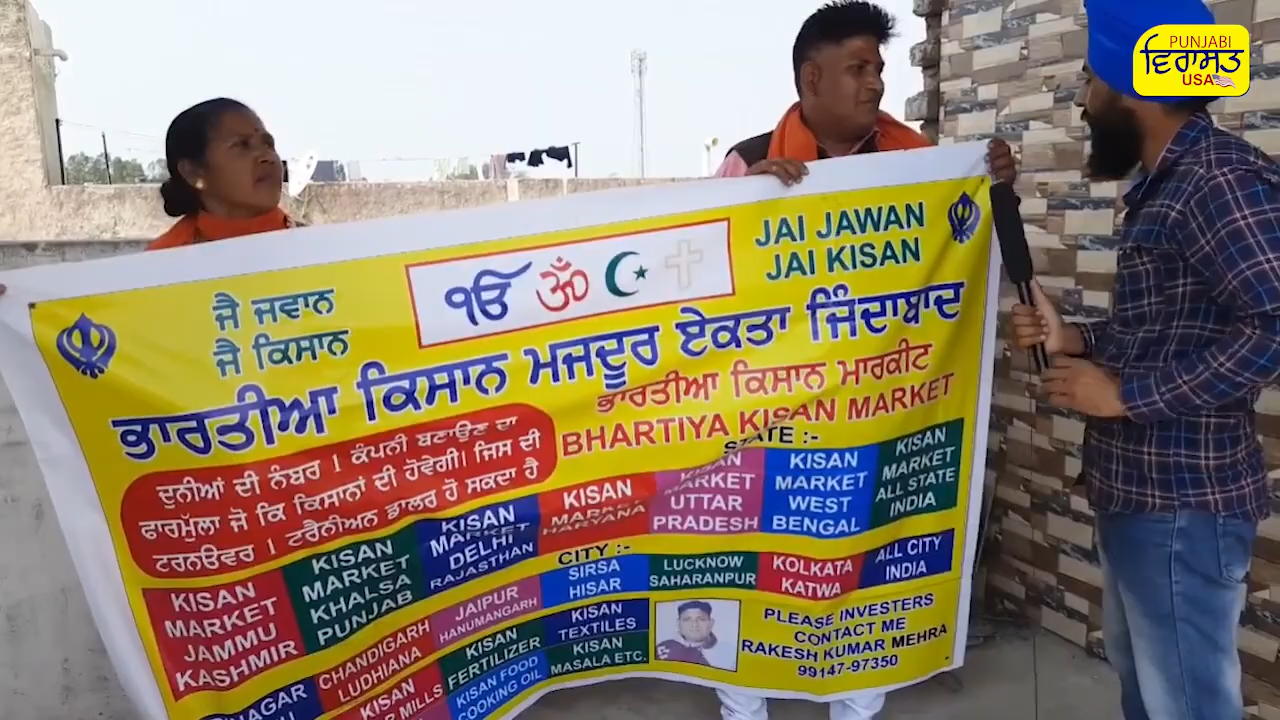 PUNJABI
ਵਿਰਾਸਤ
USA
ੴ ॐ
ਜੈ ਜਵਾਨ
ਜੈ ਕਿਸਾਨ
JAI JAWAN
JAI KISAN
ਭਾਰਤੀਆ ਕਿਸਾਨ ਮਜਦੂਰ ਏਕਤਾ ਜਿੰਦਾਬਾਦ
ਭਾਰਤੀਆ ਕਿਸਾਨ ਮਾਰਕੀਟ
BHARTIYA KISAN MARKET
ਦੁਨੀਆਂ ਦੀ ਨੰਬਰ 1 ਕੰਪਨੀ ਬਣਾਉਣ ਦਾ
ਫਾਰਮੁੱਲਾ ਜੋ ਕਿ ਕਿਸਾਨਾਂ ਦੀ ਹੋਵੇਗੀ। ਜਿਸ ਦੀ
ਟਰਨਓਵਰ 1 ਟਰੈਨੀਅਨ ਡਾਲਰ ਹੋ ਸਕਦਾ ਹੈ
STATE :-
KISAN
MARKET
JAMMU
KASHMIR
KISAN
MARKET
KHALSA
PUNJAB
KISAN
MARKET
DELHI
RAJASTHAN
KISAN
MARKET
HARYANA
KISAN
MARKET
UTTAR
PRADESH
KISAN
MARKET
WEST
BENGAL
KISAN
MARKET
ALL STATE
INDIA
CITY :-
CHANDIGARH
LUDHIANA
JAIPUR
HANUMANGARH
SIRSA
HISAR
LUCKNOW
SAHARANPUR
KOLKATA
KATWA
ALL CITY
INDIA
KISAN
KISAN
FERTILIZER
KISAN
TEXTILES
KISAN FOOD
COOKING OIL
KISAN
MASALA ETC.
PLEASE INVESTERS
CONTACT ME
RAKESH KUMAR MEHRA
99147-97350